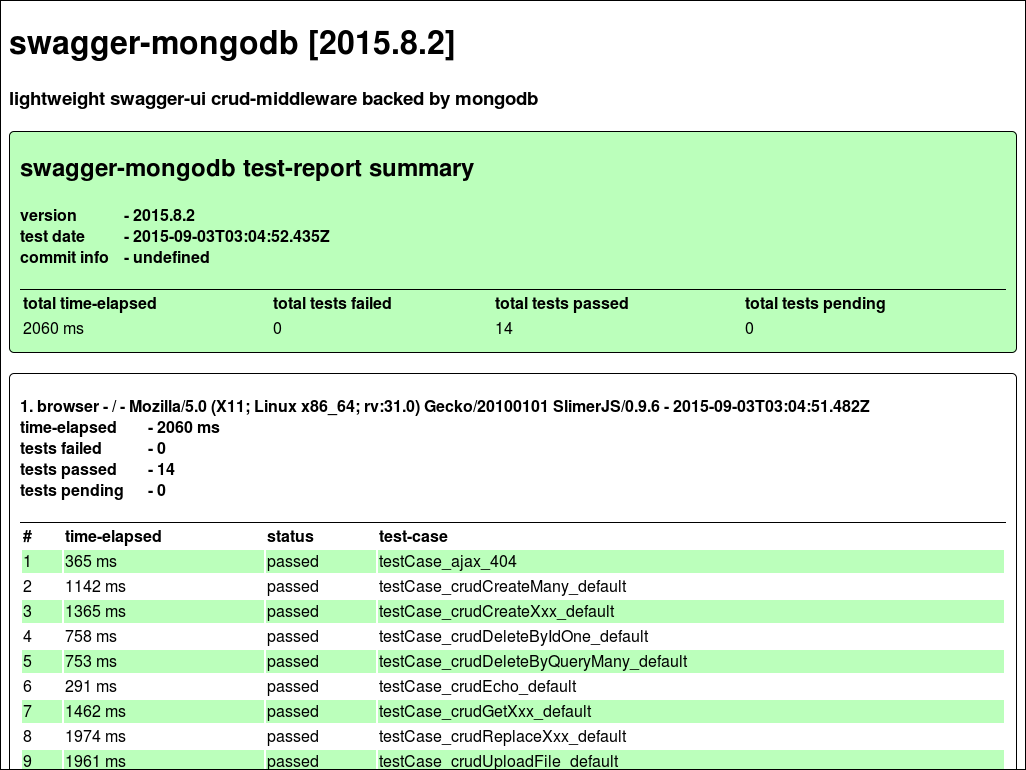 swagger-mongodb [2015.8.2]
lightweight swagger-ui crud-middleware backed by mongodb
swagger-mongodb test-report summary
version - 2015.8.2
test date - 2015-09-03T03:04:52.435Z
commit info - undefined
total time-elapsed total tests failed total tests passed total tests pending
2060 ms 0 14 0
1. browser - / - Mozilla/5.0 (X11; Linux x86_64; rv:31.0) Gecko/20100101 SlimerJS/0.9.6 - 2015-09-03T03:04:51.482Z
time-elapsed - 2060 ms
tests failed - 0
tests passed - 14
tests pending - 0
# time-elapsed status test-case
1 365 ms passed testCase_ajax_404
2 1142 ms passed testCase_crudCreateMany_default
3 1365 ms passed testCase_crudCreateXxx_default
4 758 ms passed testCase_crudDeleteByIdOne_default
5 753 ms passed testCase_crudDeleteByQueryMany_default
6 291 ms passed testCase_crudEcho_default
7 1462 ms passed testCase_crudGetXxx_default
8 1974 ms passed testCase_crudReplaceXxx_default
9 1961 ms passed testCase_crudUploadFile_default